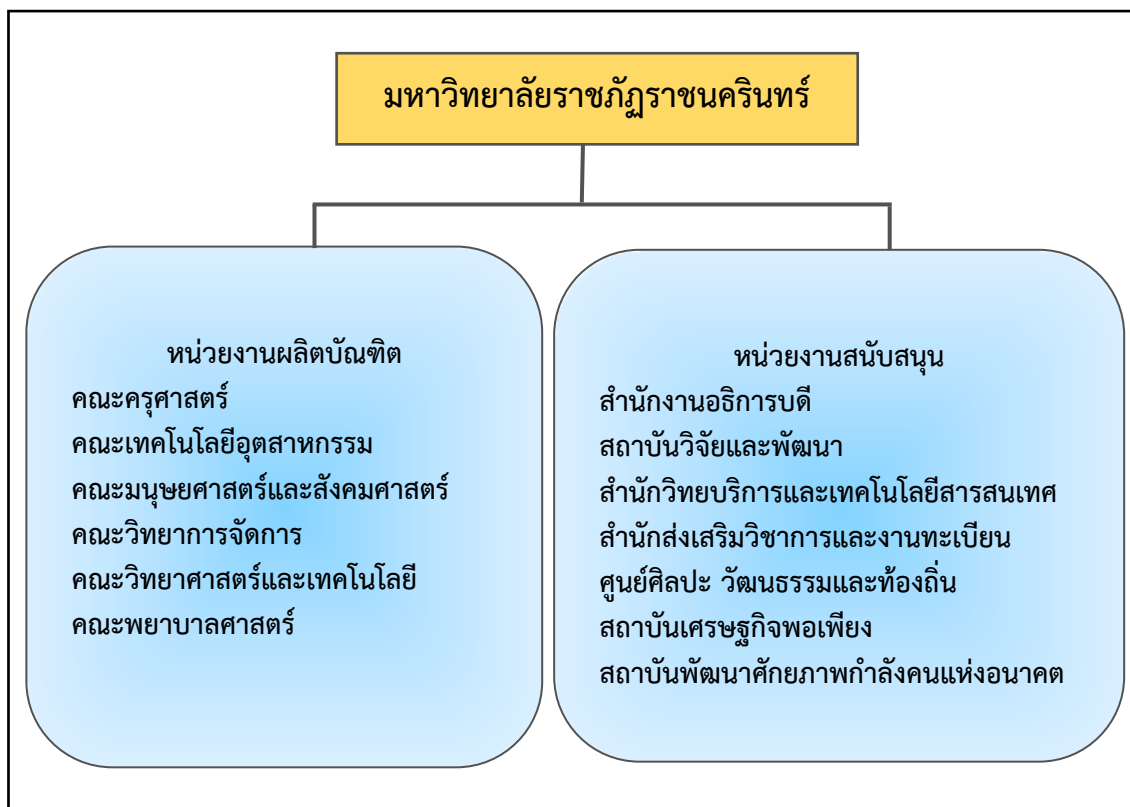 มหาวิทยาลัยราชภัฏราชนครินทร์
หน่วยงานผลิตบัณฑิต
คณะครุศาสตร์
คณะเทคโนโลยีอุตสาหกรรม
คณะมนุษยศาสตร์และสังคมศาสตร์
คณะวิทยาการจัดการ
คณะวิทยาศาสตร์และเทคโนโลยี
คณะพยาบาลศาสตร์
หน่วยงานสนับสนุน
สำนักงานอธิการบดี
สถาบันวิจัยและพัฒนา
สำนักวิทยบริการและเทคโนโลยีสารสนเทศ
สำนักส่งเสริมวิชาการและงานทะเบียน
ศูนย์ศิลปะ วัฒนธรรมและท้องถิ่น
สถาบันเศรษฐกิจพอเพียง
สถาบันพัฒนาศักยภาพกำลังคนแห่งอนาคต